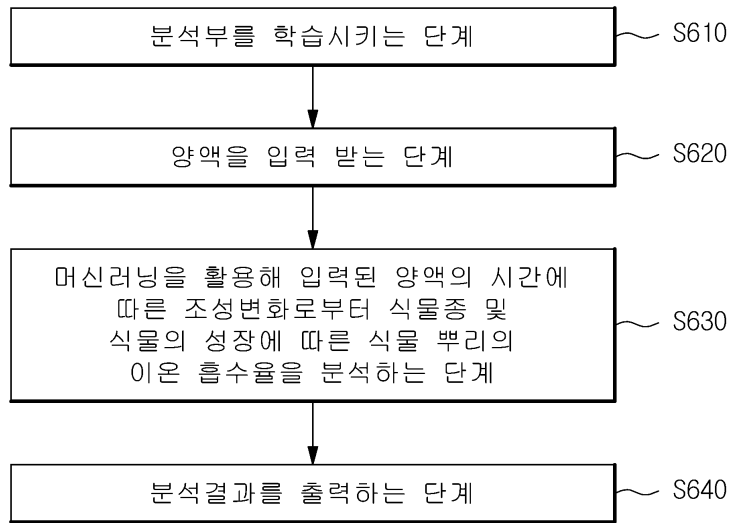 분석부를 학습시키는 단계
S610
양액을 입력 받는 단계
S620
머신러닝을 활용해 입력된 양액의 시간에
따른 조성변화로부터 식물종 및
식물의 성장에 따른 식물 뿌리의
이온 흡수율을 분석하는 단계
S630
분석결과를 출력하는 단계
S640